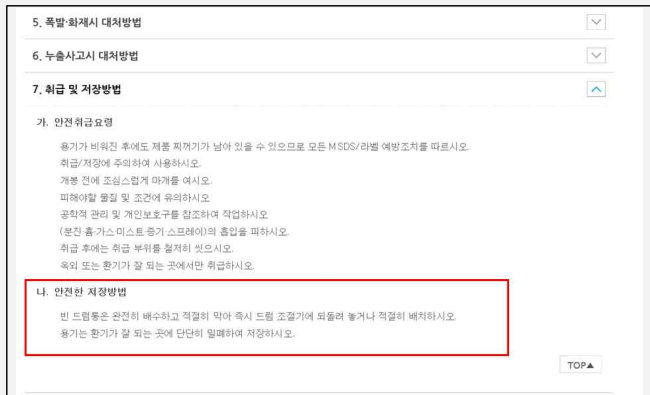 5. 폭발·화재시 대처방법
6. 누출사고시 대처방법
7. 취급 및 저장방법
가. 안전취급요령
용기가 비워진 후에도 제품 찌꺼기가 남아 있을 수 있으므로 모든 MSDS/라벨 예방조치를 따르시오.
취급/저장에 주의하여 사용하시오.
개봉 전에 조심스럽게 마개를 여시오.
피해야할 물질 및 조건에 유의하시오
공학적 관리 및 개인보호구를 참조하여 작업하시오
(분진·흄·가스·미스트·증기·스프레이)의 흡입을 피하시오.
취급 후에는 취급 부위를 철저히 씻으시오.
옥외 또는 환기가 잘 되는 곳에서만 취급하시오.
나. 안전한 저장방법
빈 드럼통은 완전히 배수하고 적절히 막아 즉시 드럼 조절기에 되돌려 놓거나 적절히 배치하시오.
용기는 환기가 잘 되는 곳에 단단히 밀폐하여 저장하시오.
TOP▲